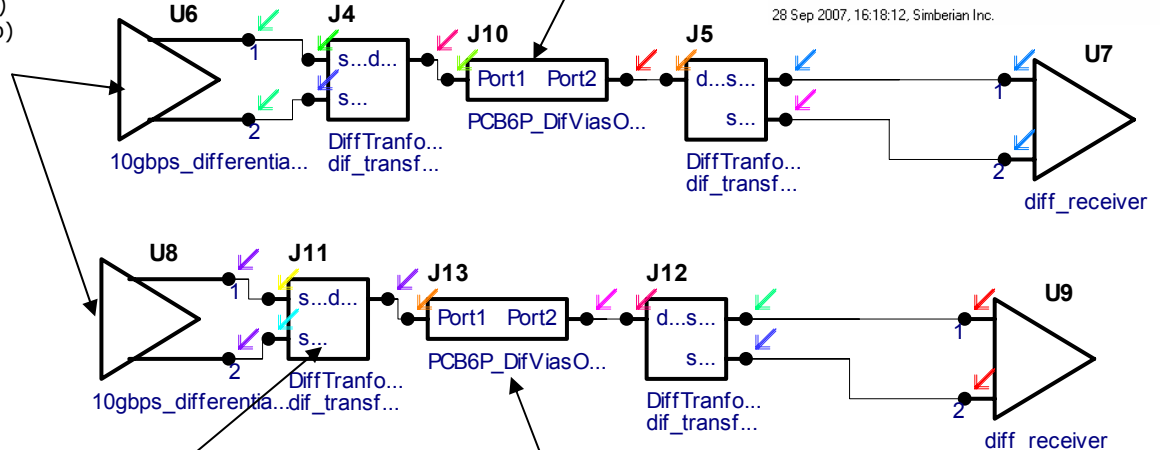 )
28 Sep 2007, 16:18:12, Simberian Inc.
)
U6
J4
J10
J5
U7
1
s...d...
Port1 Port2
d...s...
1
s...
s...
2
PCB6P_DifViasO...
2
10gbps_differentia...
DiffTranfo...
dif_transf...
DiffTranfo...
dif_transf...
diff_receiver
U8
J11
J13
J12
U9
1
s...d...
Port1 Port2
d...s...
1
s...
s...
2
PCB6P_DifViasO...
2
10gbps_differentia...
DiffTranfo...
dif_transf...
DiffTranfo...
dif_transf...
diff_receiver